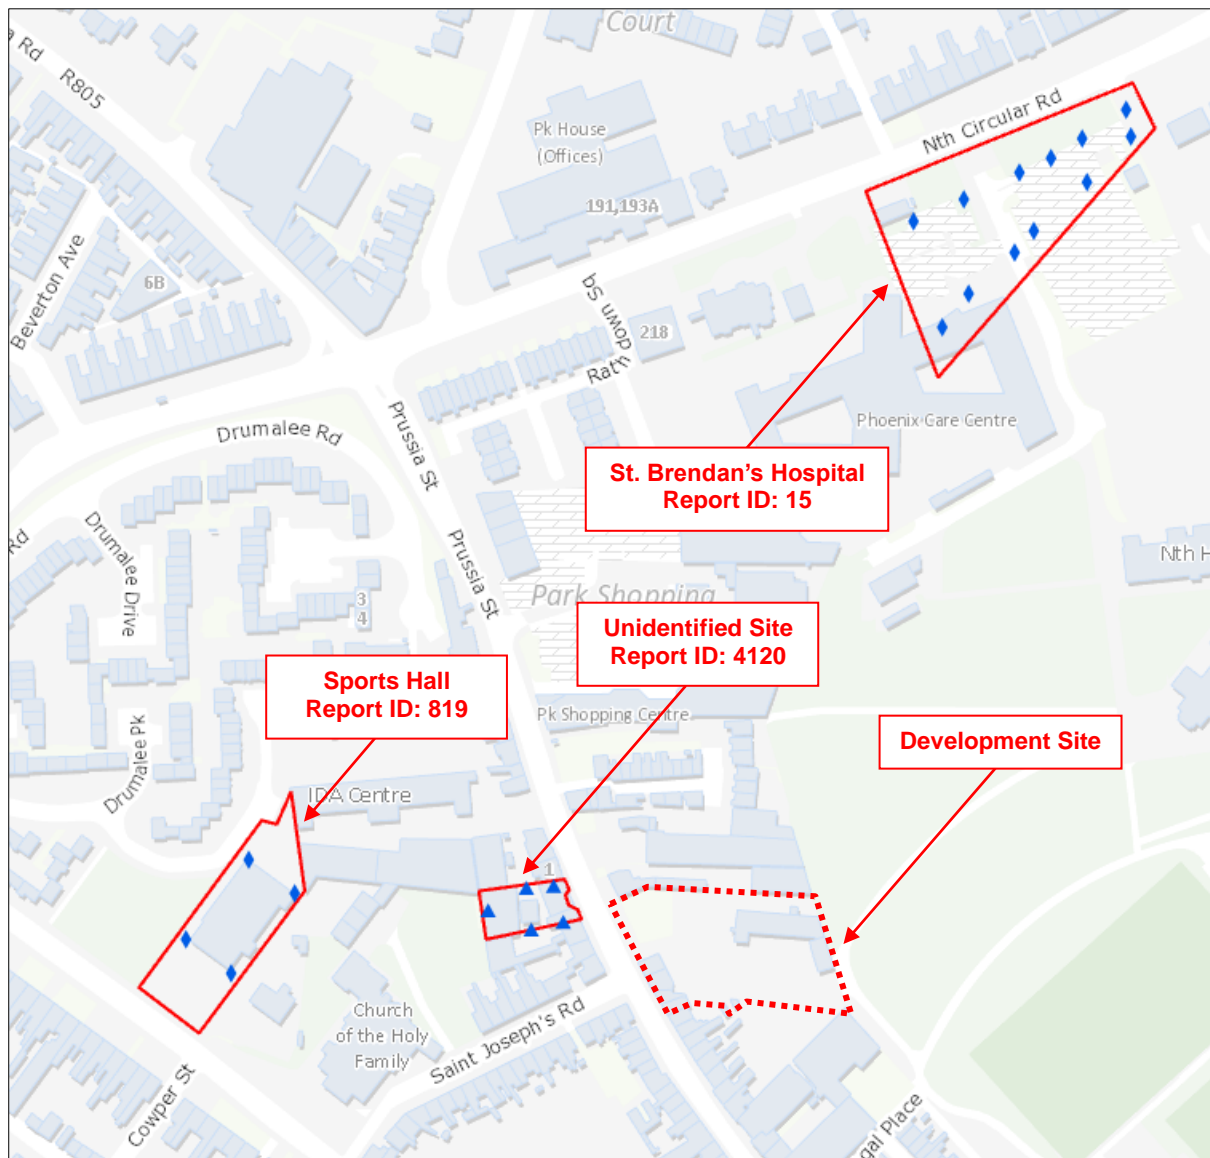 Court
a Rd
R805
Nth Circular Rd
Pk House
(Offices)
191,193A
Beverton Ave
6B
Rathdown Sq
218
Prussia St
Drumalee Rd
Phoenix Care Centre
St. Brendan's Hospital
Report ID: 15
Rd
Drumalee Drive
Prussia St
Nth H
3
4
Park Shopping
Unidentified Site
Report ID: 4120
Sports Hall
Report ID: 819
Pk Shopping Centre
Development Site
Drumalee Pk
IDA Centre
1
Church
of the Holy
Family
Saint Joseph's Rd
Cowper St
gal Place